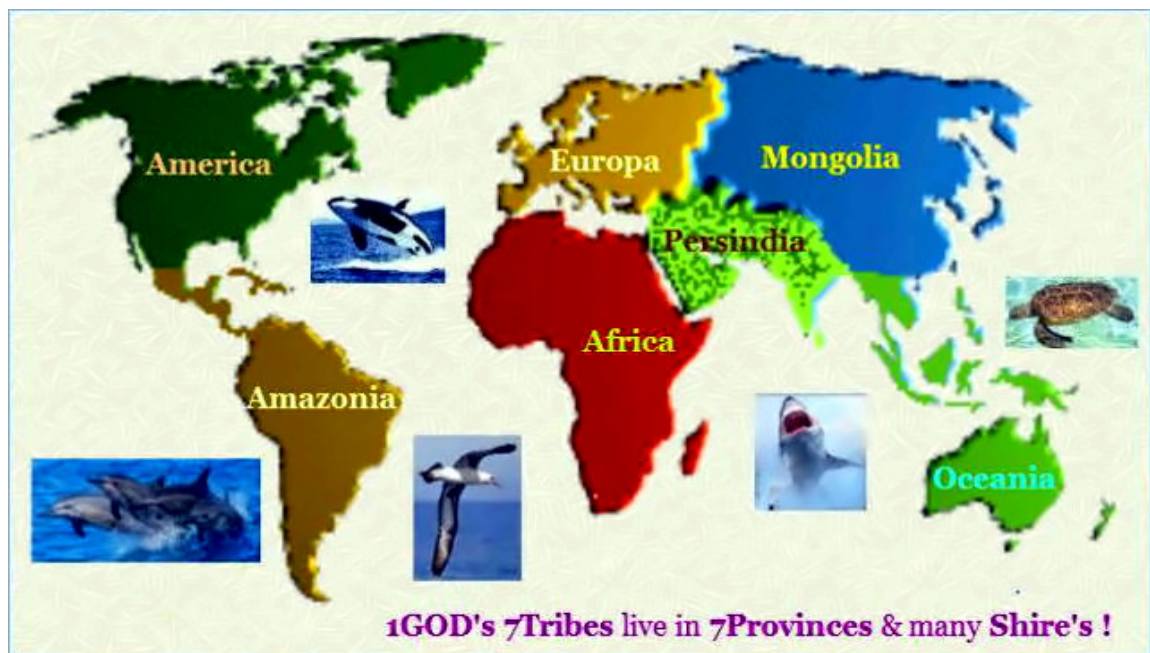 America
Europa
Mongolia
Persindia
Africa
Amazonia
Oceania
1GOD's 7Tribes live in 7Provinces & many Shire's !